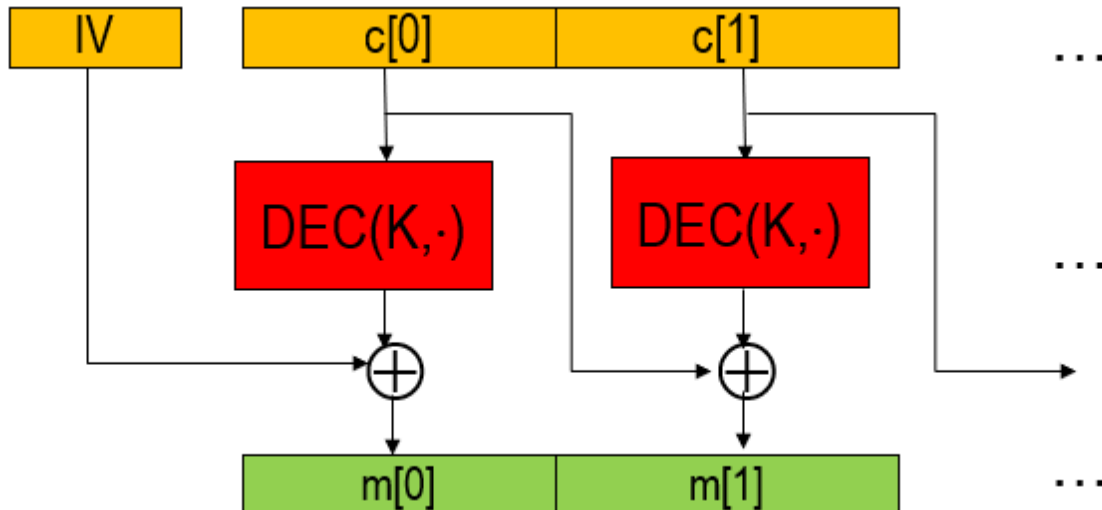 IV c[0] c[1] ...
DEC(K,·) DEC(K,·) ...
m[0] m[1] ...